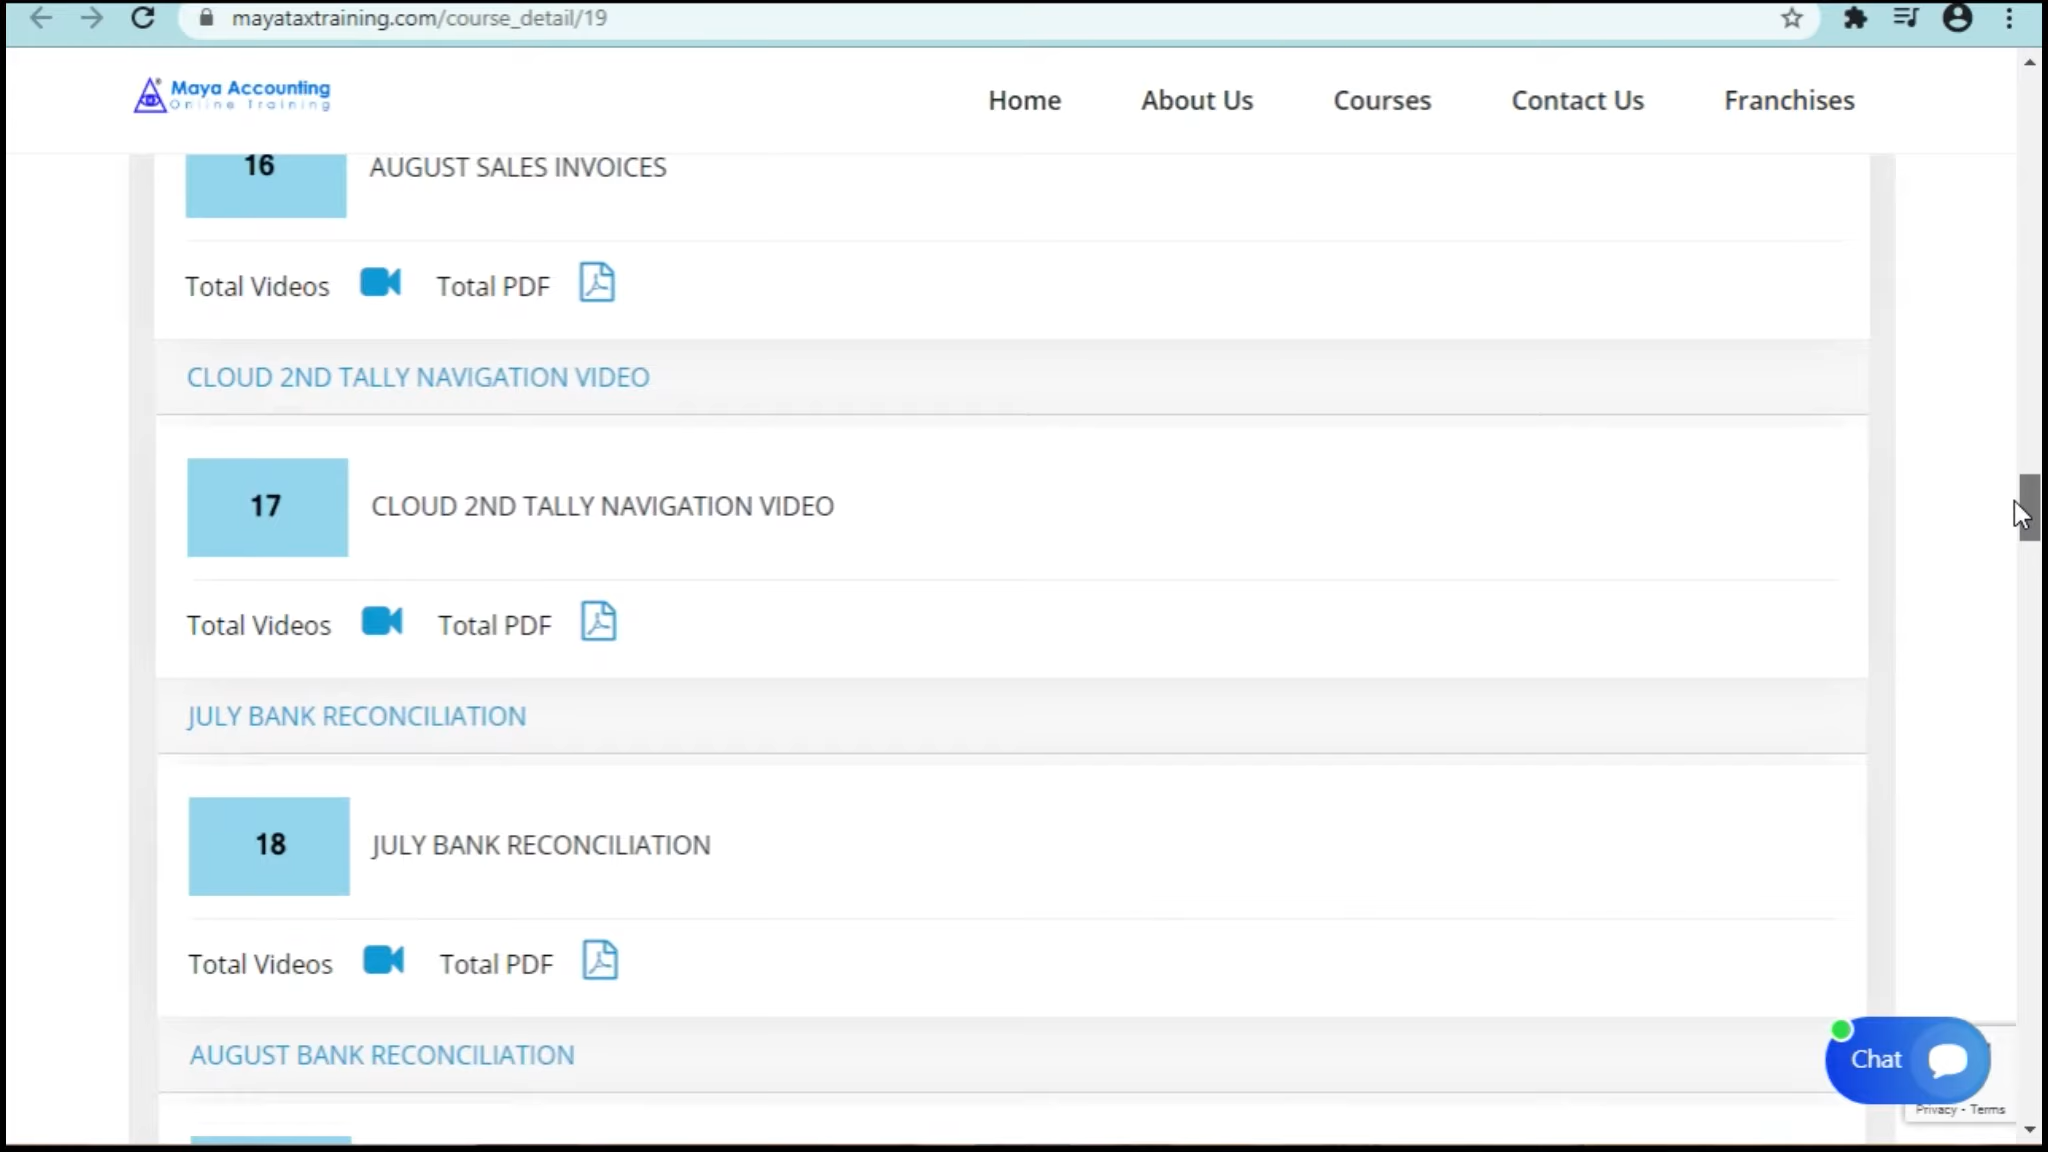 mayataxtraining.com/course_detail/19
Maya Accounting
Online Training
Home About Us Courses Contact Us Franchises
16 AUGUST SALES INVOICES
Total Videos Total PDF
CLOUD 2ND TALLY NAVIGATION VIDEO
17 CLOUD 2ND TALLY NAVIGATION VIDEO
Total Videos Total PDF
JULY BANK RECONCILIATION
18 JULY BANK RECONCILIATION
Total Videos Total PDF
AUGUST BANK RECONCILIATION
Chat
Privacy - Terms